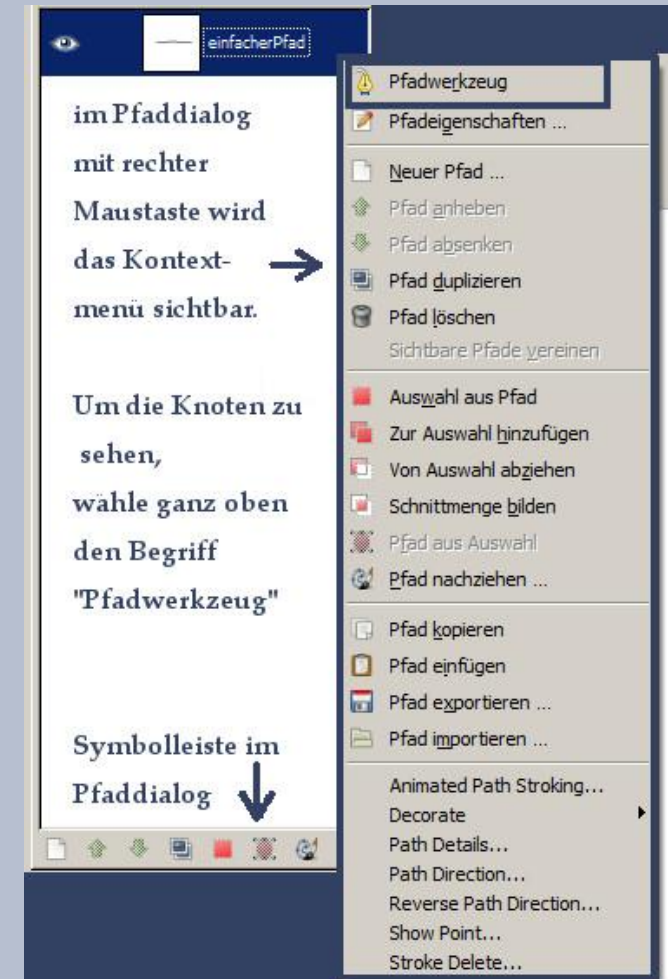 einfacherPfad
im Pfaddialog
mit rechter
Maustaste wird
das Kontext-
menü sichtbar.
Um die Knoten zu
sehen,
wähle ganz oben
den Begriff
"Pfadwerkzeug"
Symbolleiste im
Pfaddialog
Pfadwerkzeug
Pfadeigenschaften ...
Neuer Pfad ...
Pfad anheben
Pfad absenken
Pfad duplizieren
Pfad löschen
Sichtbare Pfade vereinen
Auswahl aus Pfad
Zur Auswahl hinzufügen
Von Auswahl abziehen
Schnittmenge bilden
Pfad aus Auswahl
Pfad nachziehen ...
Pfad kopieren
Pfad einfügen
Pfad exportieren ...
Pfad importieren ...
Animated Path Stroking...
Decorate
Path Details...
Path Direction...
Reverse Path Direction...
Show Point...
Stroke Delete...